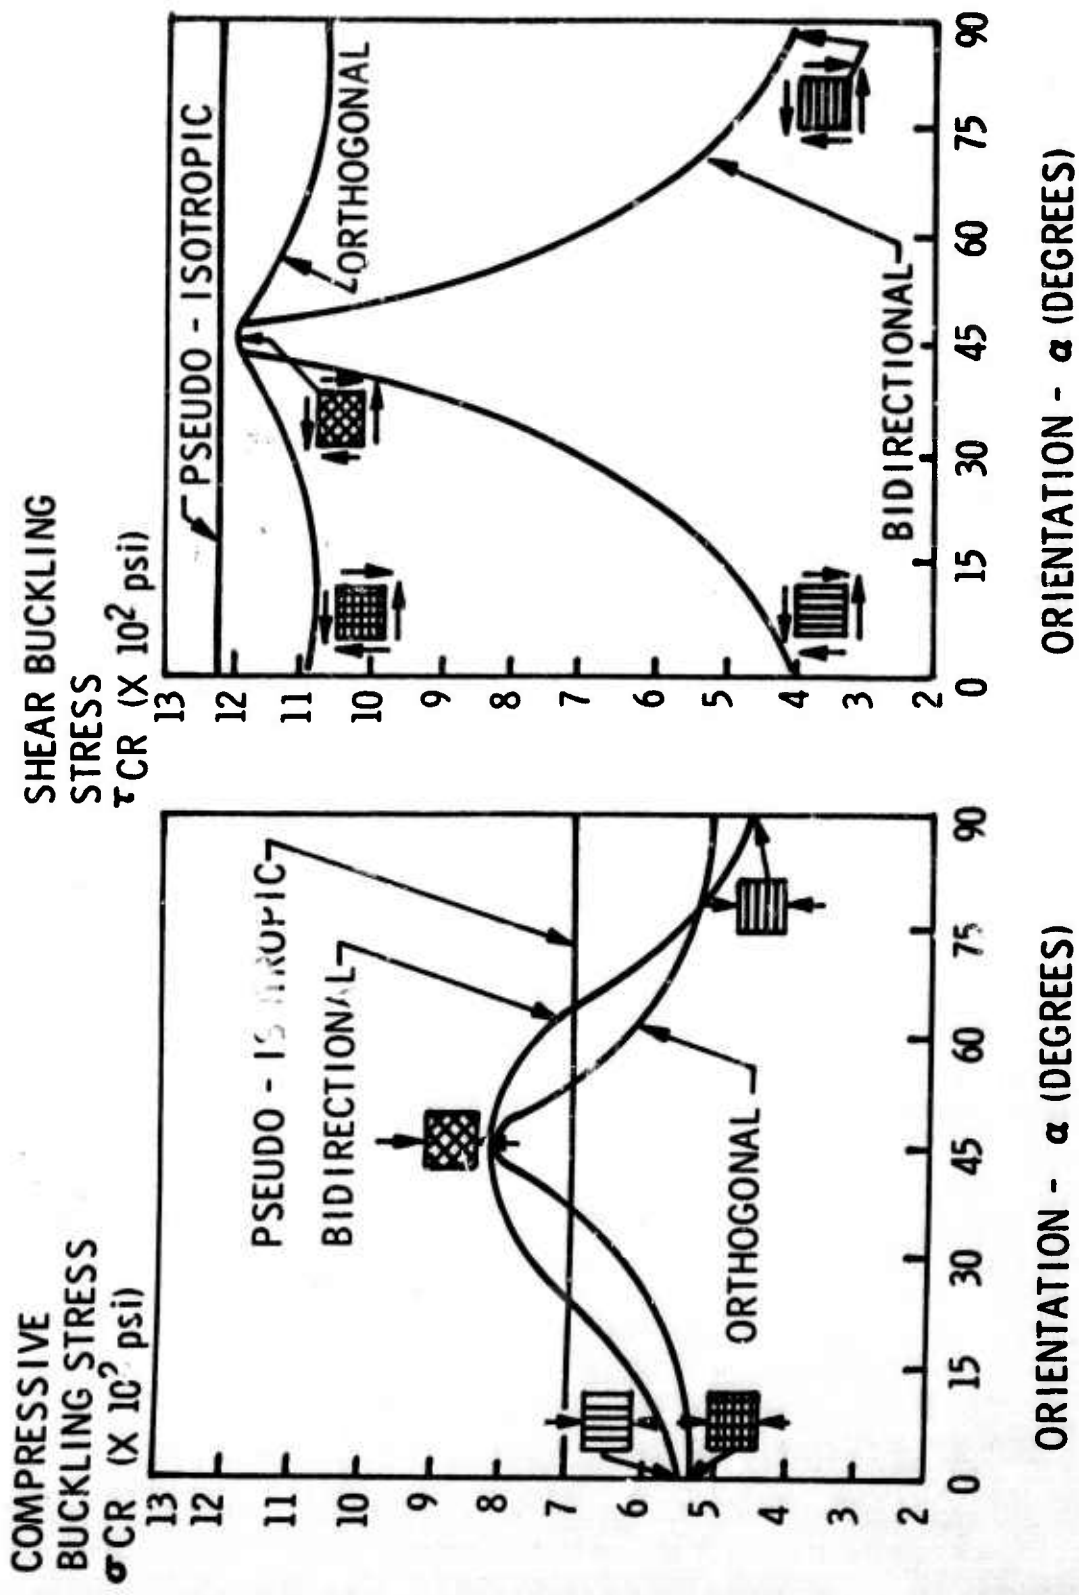 COMPRESSIVE
BUCKLING STRESS
σCR (X 10² psi)
13
12
11
10
9
8
7
6
5
4
3
2
0
15
30
45
60
75
90
PSEUDO -
BIDIRECTIONAL
ORTHOGONAL
ORIENTATION - α (DEGREES)
SHEAR BUCKLING
STRESS
τCR (X 10² psi)
13
12
11
10
9
8
7
6
5
4
3
2
0
15
30
45
60
75
90
PSEUDO - ISOTROPIC
ORTHOGONAL
BIDIRECTIONAL
ORIENTATION - α (DEGREES)